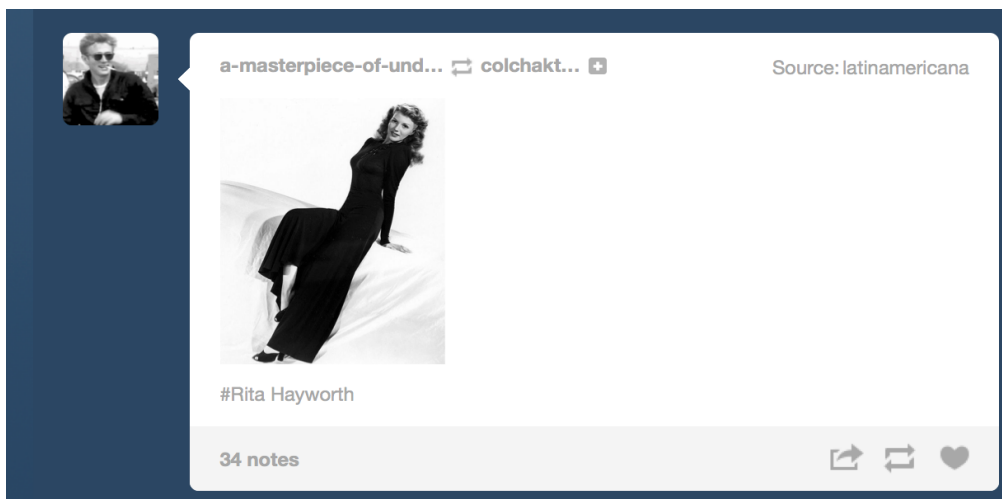 a-masterpiece-of-und... colchakt...
Source: latinamericana
#Rita Hayworth
34 notes